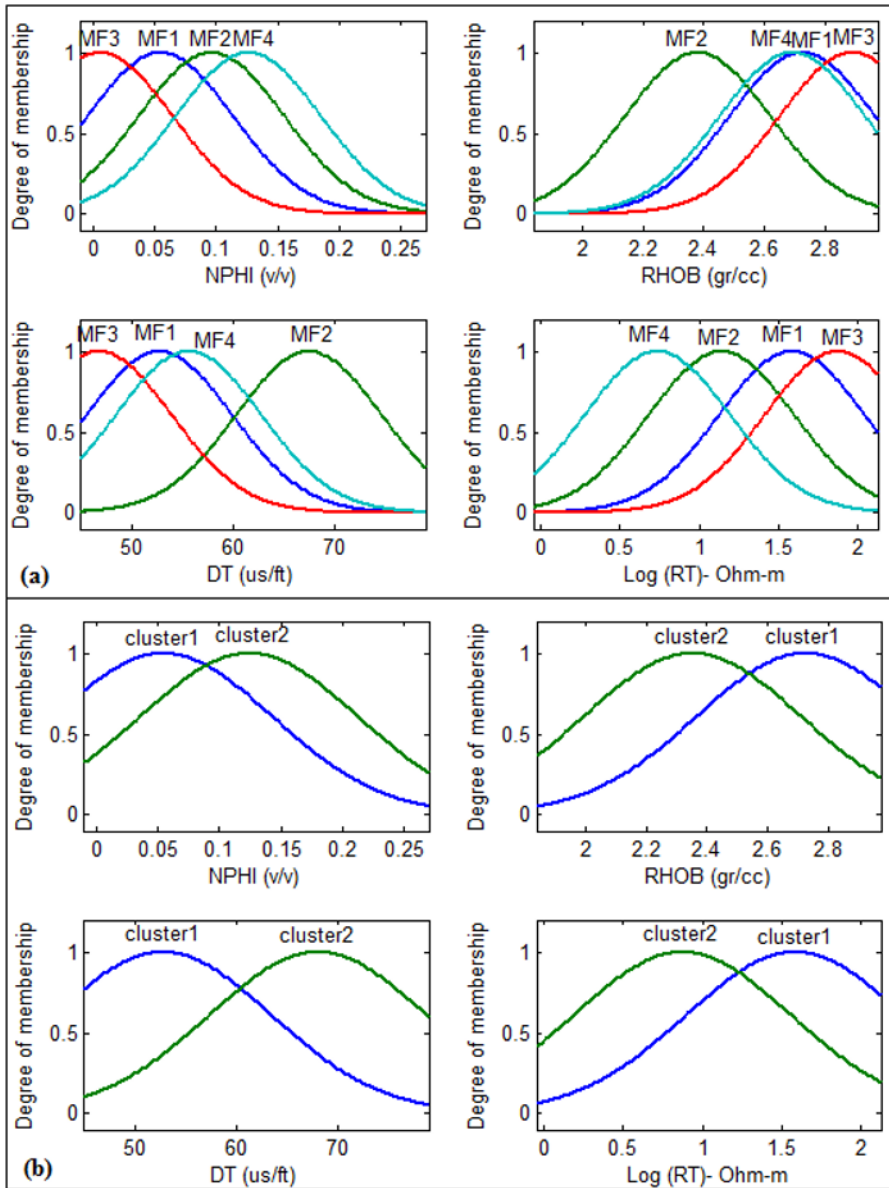 MF3 MF1 MF2 MF4
Degree of membership
1
0.5
0
0 0.05 0.1 0.15 0.2 0.25
NPHI (v/v)
MF2 MF4 MF1 MF3
Degree of membership
1
0.5
0
2 2.2 2.4 2.6 2.8
RHOB (gr/cc)
MF3 MF1 MF4 MF2
Degree of membership
1
0.5
0
50 60 70
DT (us/ft)
MF4 MF2 MF1 MF3
Degree of membership
1
0.5
0
0 0.5 1 1.5 2
Log (RT)- Ohm-m
(a)
cluster1 cluster2
Degree of membership
1
0.5
0
0 0.05 0.1 0.15 0.2 0.25
NPHI (v/v)
cluster2 cluster1
Degree of membership
1
0.5
0
2 2.2 2.4 2.6 2.8
RHOB (gr/cc)
cluster1 cluster2
Degree of membership
1
0.5
0
50 60 70
DT (us/ft)
cluster2 cluster1
Degree of membership
1
0.5
0
0 0.5 1 1.5 2
Log (RT)- Ohm-m
(b)